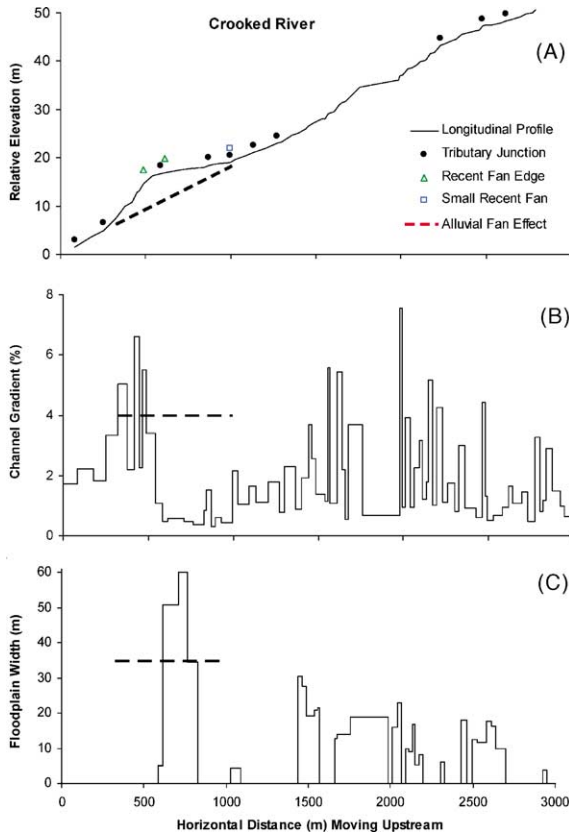 Crooked River
(A)
Relative Elevation (m)
50
40
30
20
10
0
Longitudinal Profile
Tributary Junction
Recent Fan Edge
Small Recent Fan
Alluvial Fan Effect
(B)
Channel Gradient (%)
8
6
4
2
0
(C)
Floodplain Width (m)
60
50
40
30
20
10
0
0 500 1000 1500 2000 2500 3000
Horizontal Distance (m) Moving Upstream